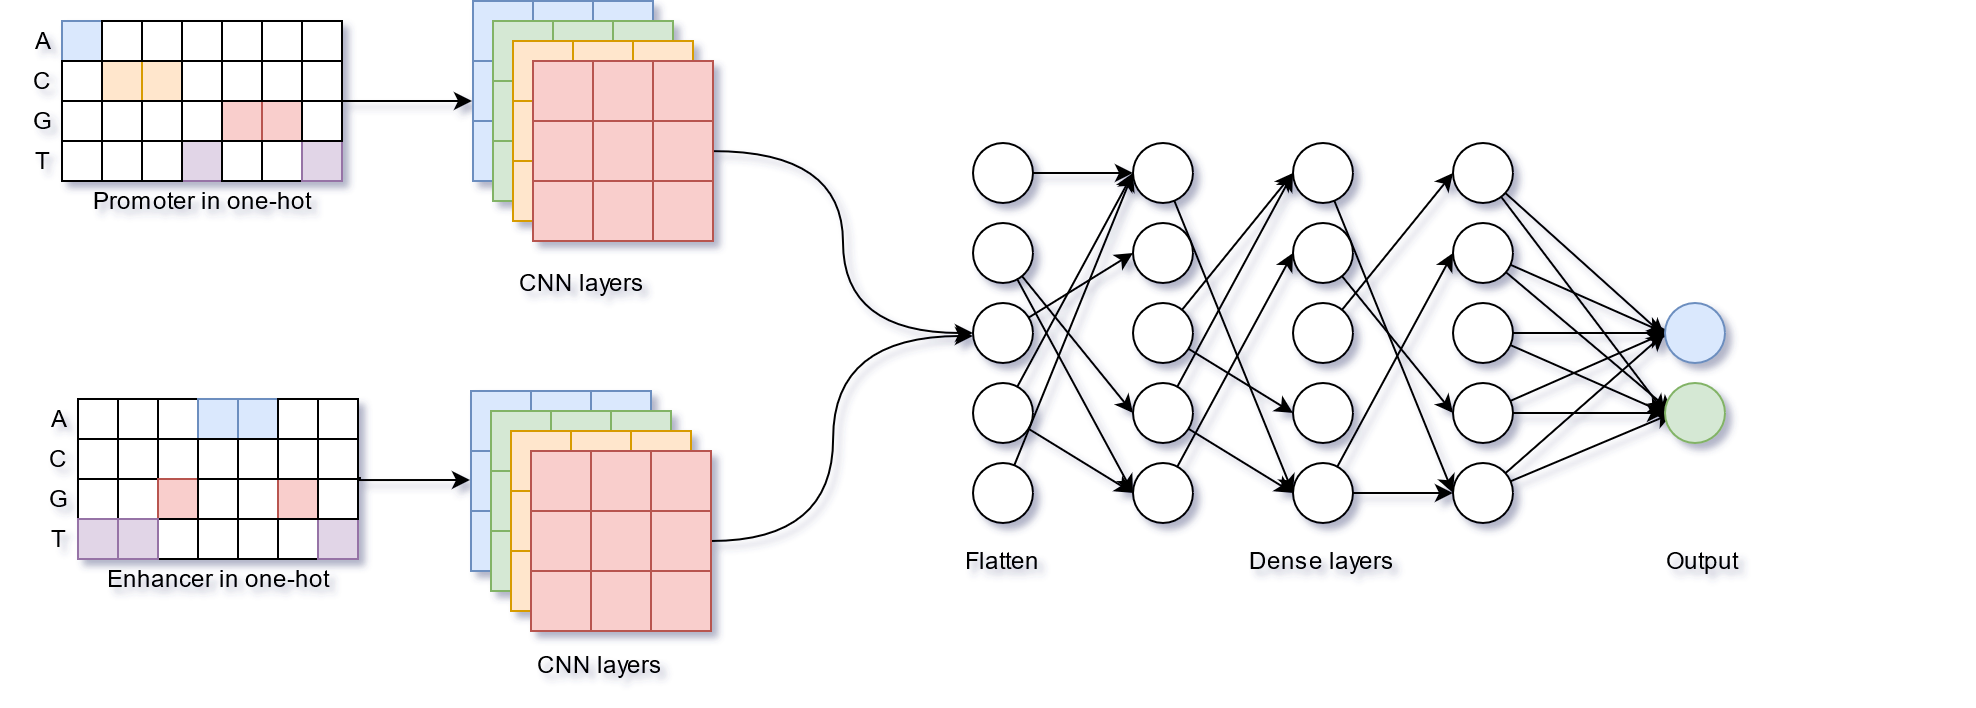 A
C
G
T
Promoter in one-hot
CNN layers
A
C
G
T
Enhancer in one-hot
CNN layers
Flatten
Dense layers
Output